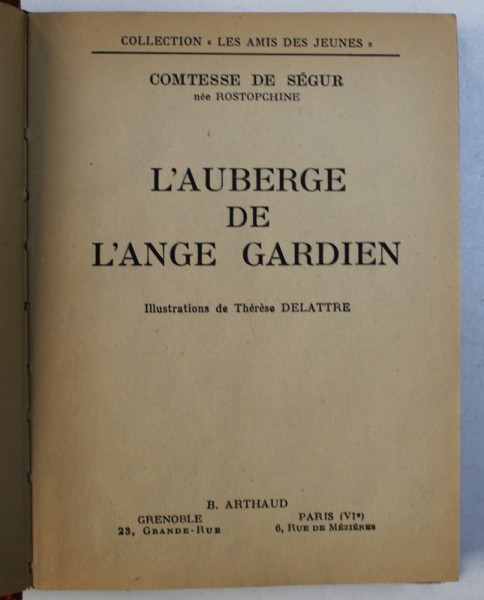 COLLECTION « LES AMIS DES JEUNES »
COMTESSE DE SÉGUR
née ROSTOPCHINE
L'AUBERGE
DE
L'ANGE GARDIEN
Illustrations de Thérèse DELATTRE
B. ARTHAUD
GRENOBLE PARIS (VIe)
23, GRANDE-RUE 6, RUE DE MÉZIÈRES